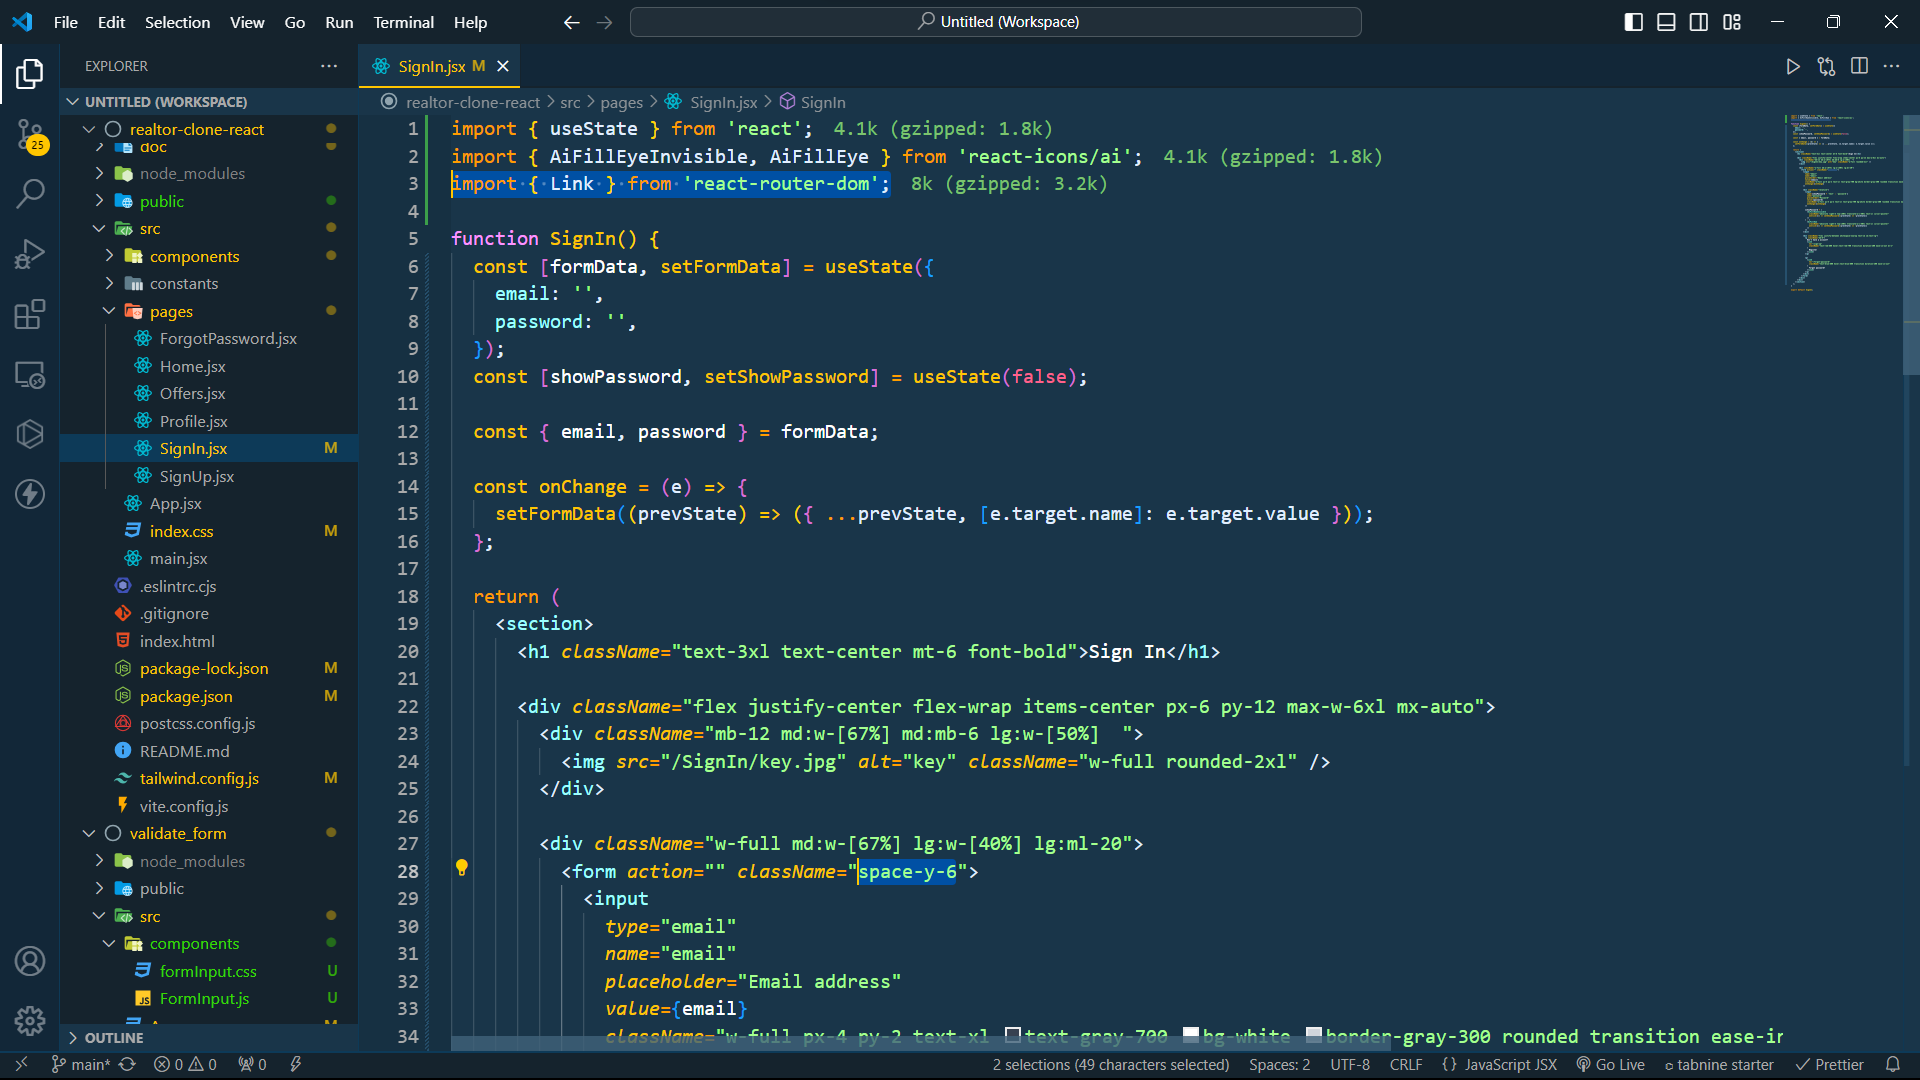 File Edit Selection View Go Run Terminal Help
Untitled (Workspace)
EXPLORER
SignIn.jsx M
UNTITLED (WORKSPACE)
realtor-clone-react > src > pages > SignIn.jsx > SignIn
realtor-clone-react
doc
node_modules
public
src
components
constants
pages
ForgotPassword.jsx
Home.jsx
Offers.jsx
Profile.jsx
SignIn.jsx M
SignUp.jsx
App.jsx
index.css M
main.jsx
.eslintrc.cjs
.gitignore
index.html
package-lock.json M
package.json M
postcss.config.js
README.md
tailwind.config.js M
vite.config.js
validate_form
node_modules
public
src
components
formInput.css U
FormInput.js U
OUTLINE
25
1 import { useState } from 'react'; 4.1k (gzipped: 1.8k)
2 import { AiFillEyeInvisible, AiFillEye } from 'react-icons/ai'; 4.1k (gzipped: 1.8k)
3 import { Link } from 'react-router-dom'; 8k (gzipped: 3.2k)
4
5 function SignIn() {
6 const [formData, setFormData] = useState({
7 email: '',
8 password: '',
9 });
10 const [showPassword, setShowPassword] = useState(false);
11
12 const { email, password } = formData;
13
14 const onChange = (e) => {
15 setFormData((prevState) => ({ ...prevState, [e.target.name]: e.target.value }));
16 };
17
18 return (
19 <section>
20 <h1 className="text-3xl text-center mt-6 font-bold">Sign In</h1>
21
22 <div className="flex justify-center flex-wrap items-center px-6 py-12 max-w-6xl mx-auto">
23 <div className="mb-12 md:w-[67%] md:mb-6 lg:w-[50%]  ">
24 <img src="/SignIn/key.jpg" alt="key" className="w-full rounded-2xl" />
25 </div>
26
27 <div className="w-full md:w-[67%] lg:w-[40%] lg:ml-20">
28 <form action="" className="space-y-6">
29 <input
30 type="email"
31 name="email"
32 placeholder="Email address"
33 value={email}
34 className="w-full px-4 py-2 text-xl text-gray-700 bg-white border-gray-300 rounded transition ease-in
main* 0 0 0 2 selections (49 characters selected) Spaces: 2 UTF-8 CRLF {} JavaScript JSX Go Live tabnine starter Prettier